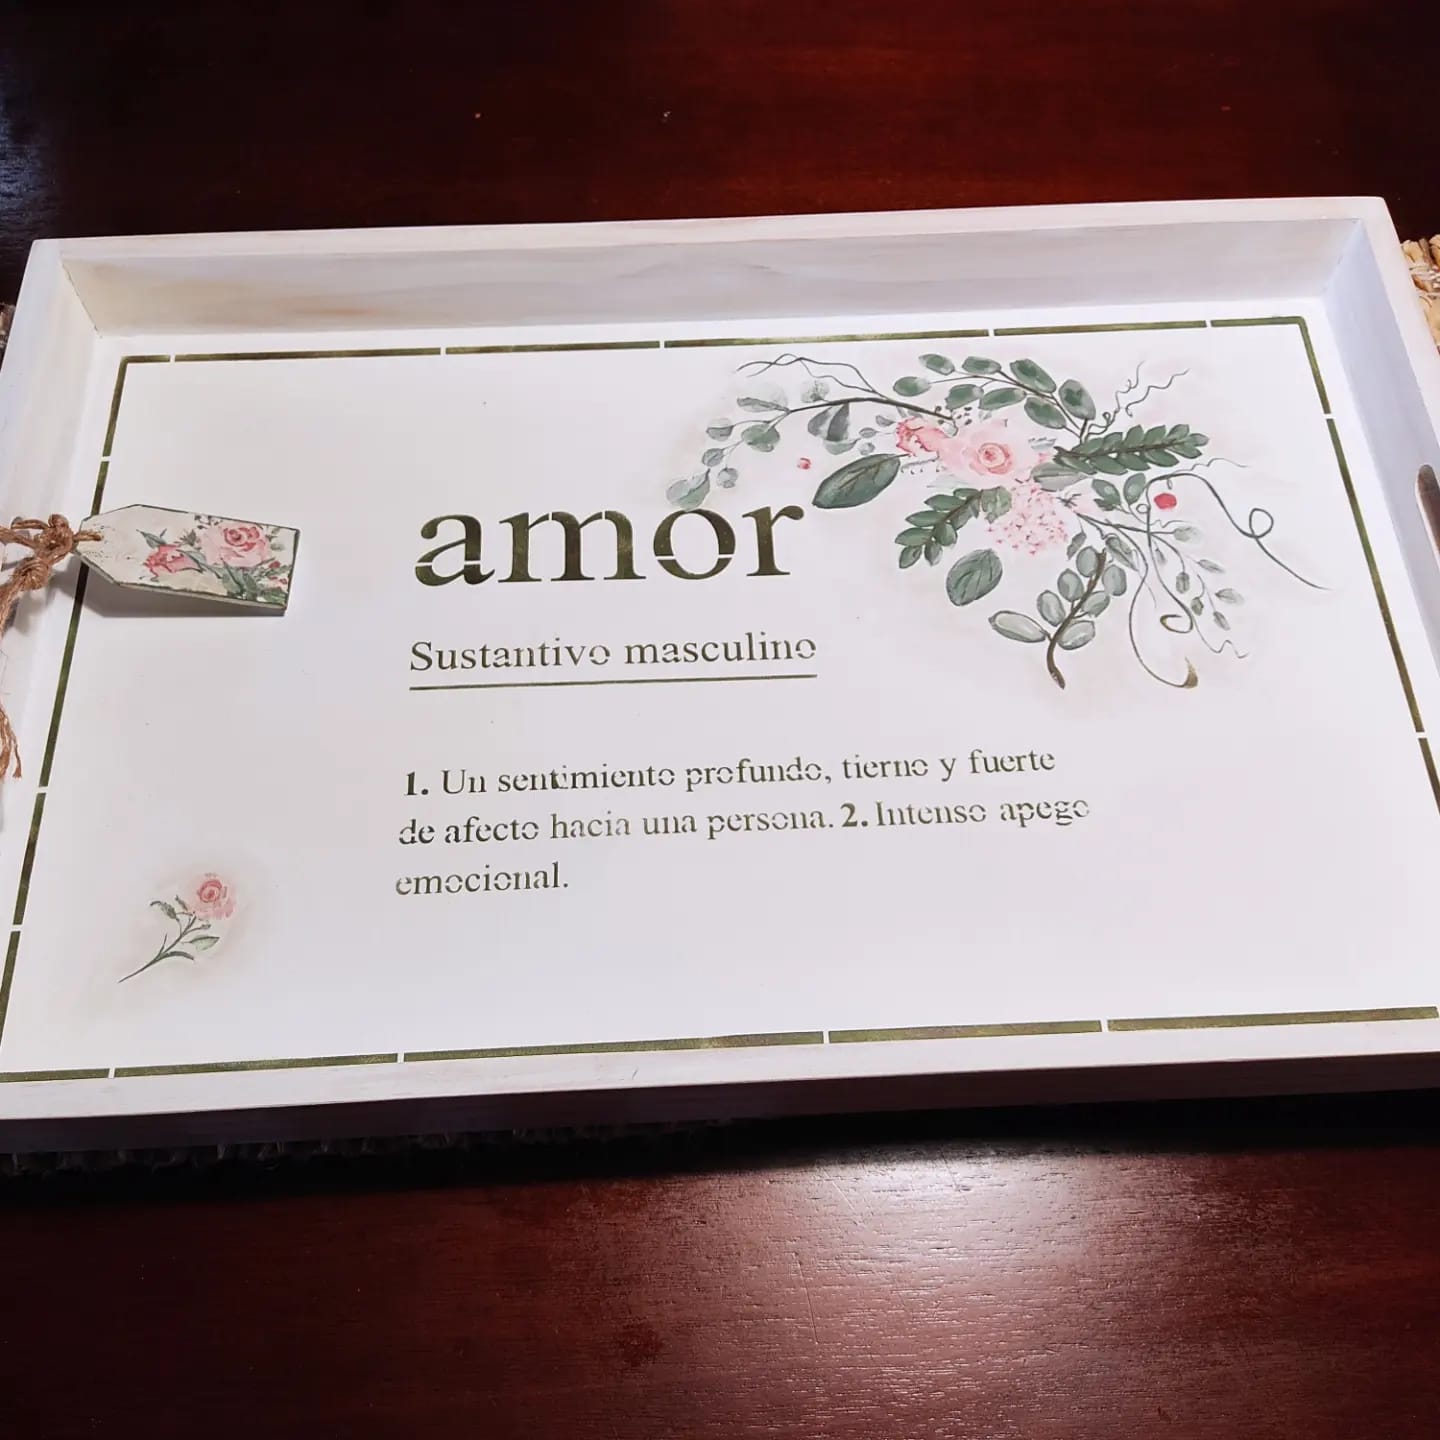 amor
Sustantivo masculino
1. Un sentimiento profundo, tierno y fuerte
de afecto hacia una persona. 2. Intenso apego
emocional.